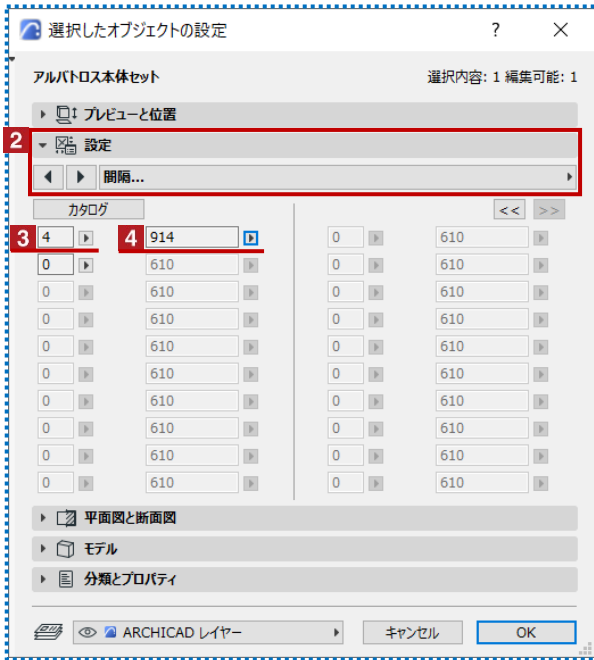 選択したオブジェクトの設定 ? ×
アルバトロス本体セット 選択内容: 1 編集可能: 1
プレビューと位置
2 設定
間隔...
カタログ << >>
3 4 4 914 0 610
0 610 0 610
0 610 0 610
0 610 0 610
0 610 0 610
0 610 0 610
0 610 0 610
0 610 0 610
0 610 0 610
0 610 0 610
平面図と断面図
モデル
分類とプロパティ
ARCHICAD レイヤー キャンセル OK